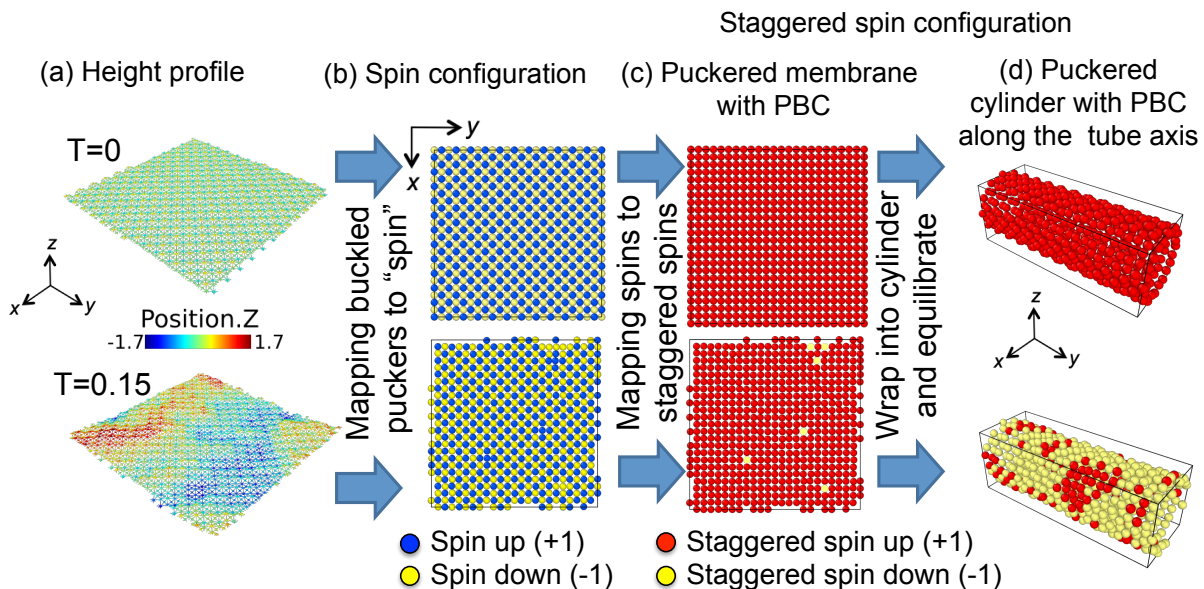 Staggered spin configuration
(a) Height profile
(b) Spin configuration
(c) Puckered membrane
with PBC
(d) Puckered
cylinder with PBC
along the tube axis
T=0
z
x
y
Position.Z
-1.7
1.7
T=0.15
Mapping buckled
puckers to “spin”
y
x
Mapping spins to
staggered spins
Wrap into cylinder
and equilibrate
z
x
y
Spin up (+1)
Spin down (-1)
Staggered spin up (+1)
Staggered spin down (-1)